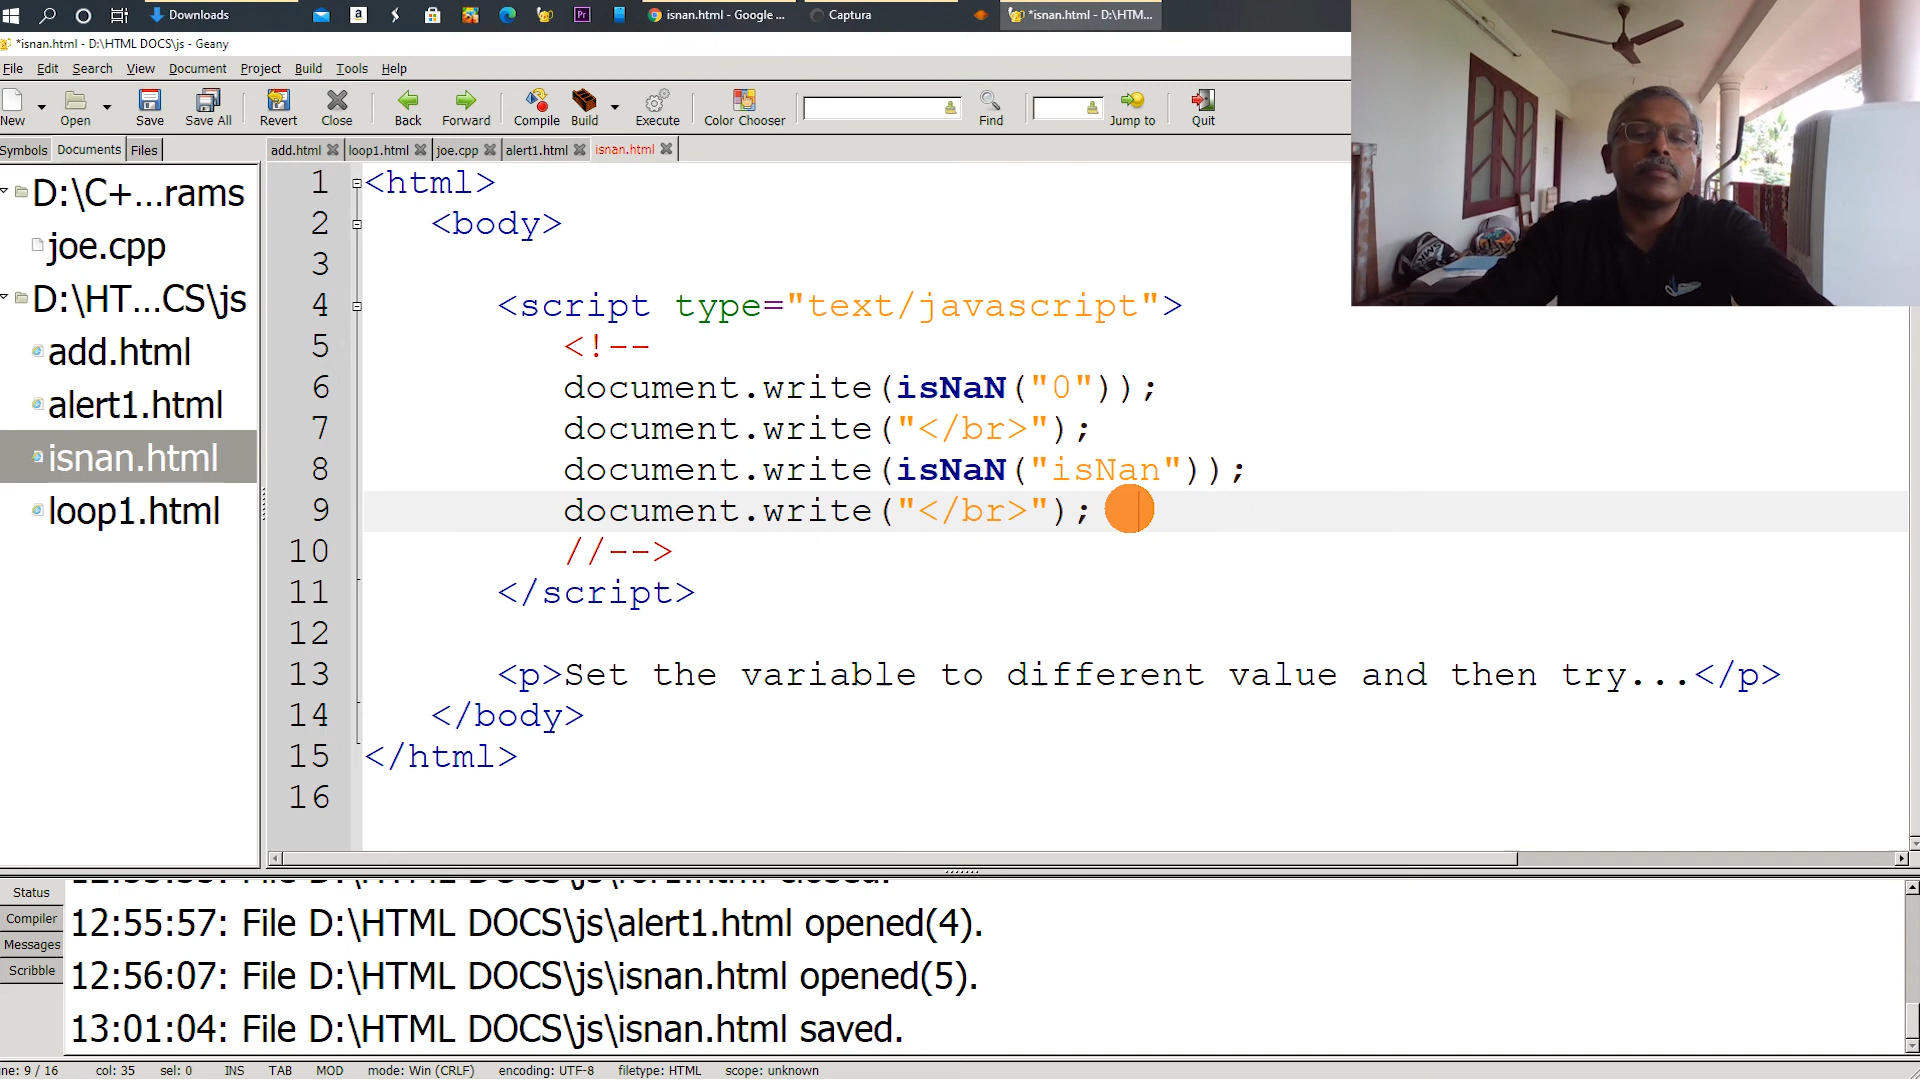 Downloads
isnan.html - Google ...
Captura
*isnan.html - D:\HTM...
*isnan.html - D:\HTML DOCS\js - Geany
File Edit Search View Document Project Build Tools Help
New Open Save Save All Revert Close Back Forward Compile Build Execute Color Chooser Find Jump to Quit
Symbols Documents Files
add.html loop1.html joe.cpp alert1.html isnan.html
D:\C+...rams
joe.cpp
D:\HT...CS\js
add.html
alert1.html
isnan.html
loop1.html
1 <html>
2 <body>
3
4 <script type="text/javascript">
5 <!--
6 document.write(isNaN("0"));
7 document.write("</br>");
8 document.write(isNaN("isNan"));
9 document.write("</br>");
10 //-->
11 </script>
12
13 <p>Set the variable to different value and then try...</p>
14 </body>
15 </html>
16
Status
Compiler
Messages
Scribble
12:55:57: File D:\HTML DOCS\js\alert1.html opened(4).
12:56:07: File D:\HTML DOCS\js\isnan.html opened(5).
13:01:04: File D:\HTML DOCS\js\isnan.html saved.
ine: 9 / 16 col: 35 sel: 0 INS TAB MOD mode: Win (CRLF) encoding: UTF-8 filetype: HTML scope: unknown